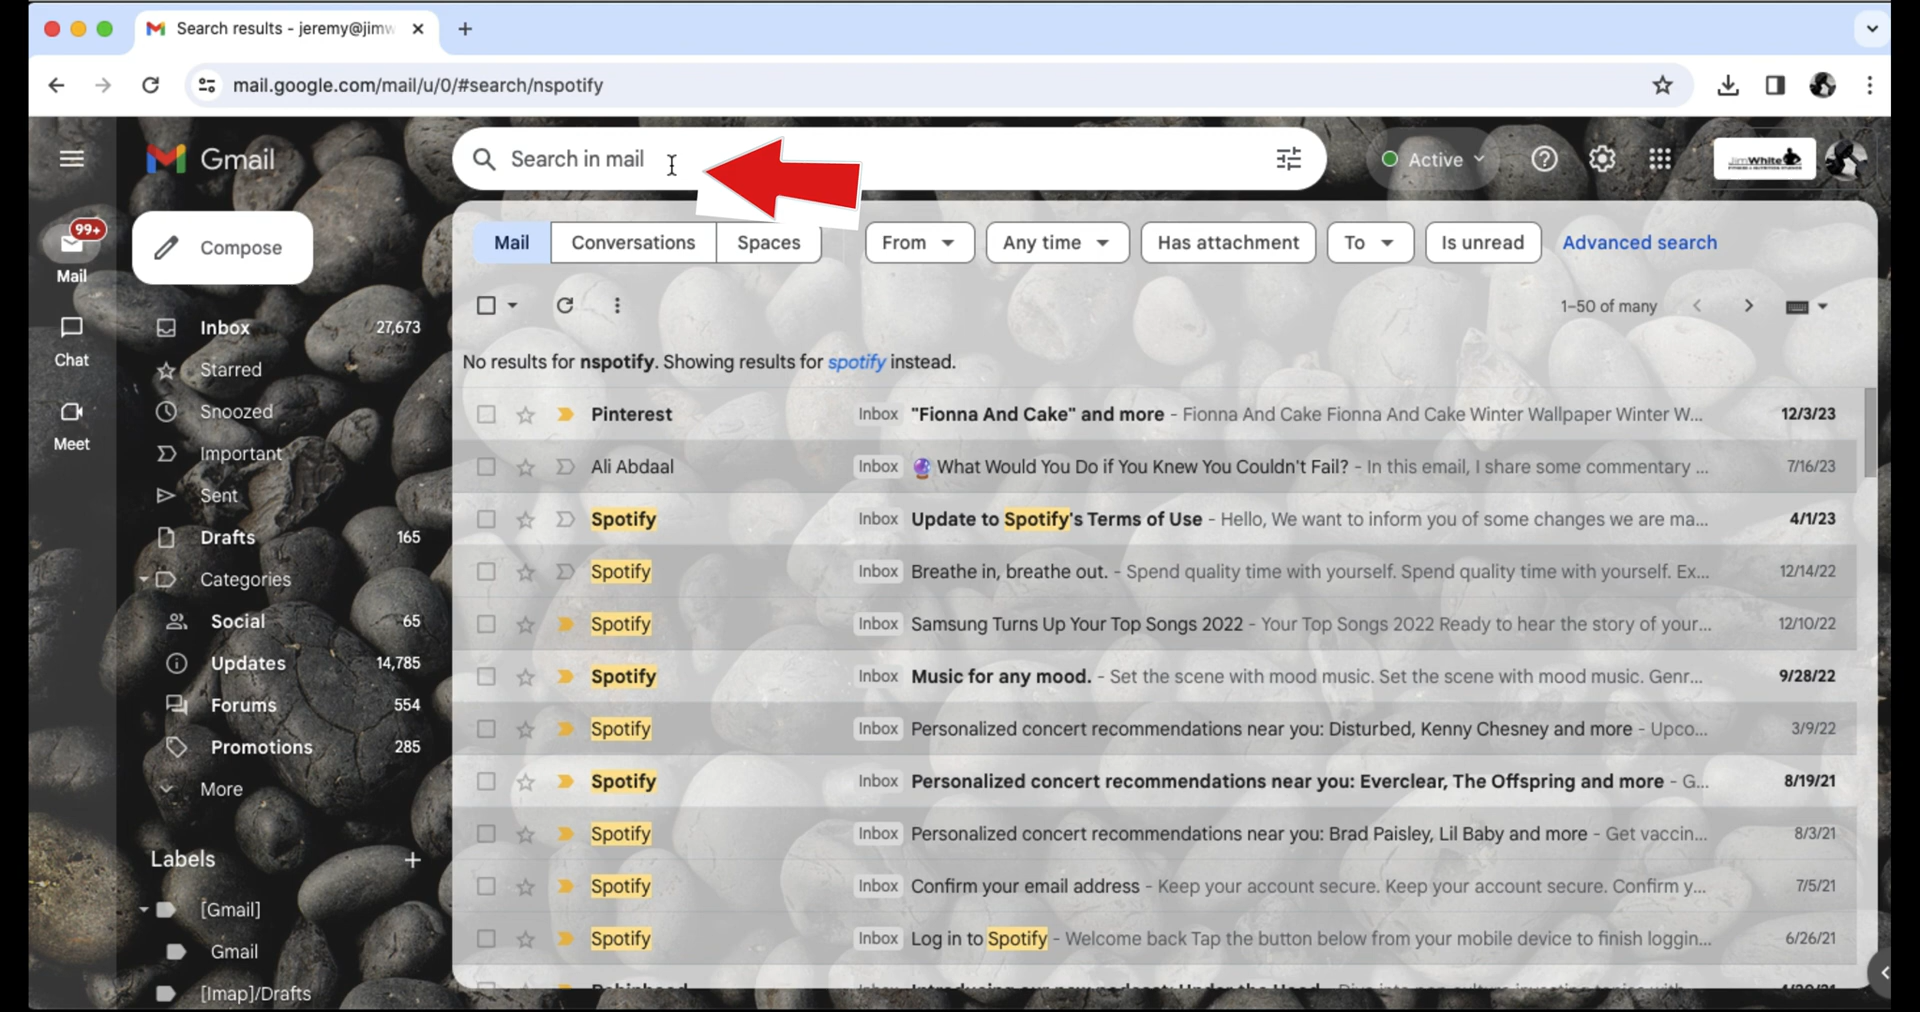 Search results - jeremy@jimw
mail.google.com/mail/u/0/#search/nspotify
Gmail
Search in mail
Active
JimWhite
99+
Mail
Chat
Meet
Compose
Inbox 27,673
Starred
Snoozed
Important
Sent
Drafts 165
Categories
Social 65
Updates 14,785
Forums 554
Promotions 285
More
Labels
[Gmail]
Gmail
[Imap]/Drafts
Mail Conversations Spaces From Any time Has attachment To Is unread Advanced search
1–50 of many
No results for nspotify. Showing results for spotify instead.
Pinterest Inbox "Fionna And Cake" and more - Fionna And Cake Fionna And Cake Winter Wallpaper Winter W... 12/3/23
Ali Abdaal Inbox 🔮 What Would You Do if You Knew You Couldn't Fail? - In this email, I share some commentary ... 7/16/23
Spotify Inbox Update to Spotify's Terms of Use - Hello, We want to inform you of some changes we are ma... 4/1/23
Spotify Inbox Breathe in, breathe out. - Spend quality time with yourself. Spend quality time with yourself. Ex... 12/14/22
Spotify Inbox Samsung Turns Up Your Top Songs 2022 - Your Top Songs 2022 Ready to hear the story of your... 12/10/22
Spotify Inbox Music for any mood. - Set the scene with mood music. Set the scene with mood music. Genr... 9/28/22
Spotify Inbox Personalized concert recommendations near you: Disturbed, Kenny Chesney and more - Upco... 3/9/22
Spotify Inbox Personalized concert recommendations near you: Everclear, The Offspring and more - G... 8/19/21
Spotify Inbox Personalized concert recommendations near you: Brad Paisley, Lil Baby and more - Get vaccin... 8/3/21
Spotify Inbox Confirm your email address - Keep your account secure. Keep your account secure. Confirm y... 7/5/21
Spotify Inbox Log in to Spotify - Welcome back Tap the button below from your mobile device to finish loggin... 6/26/21